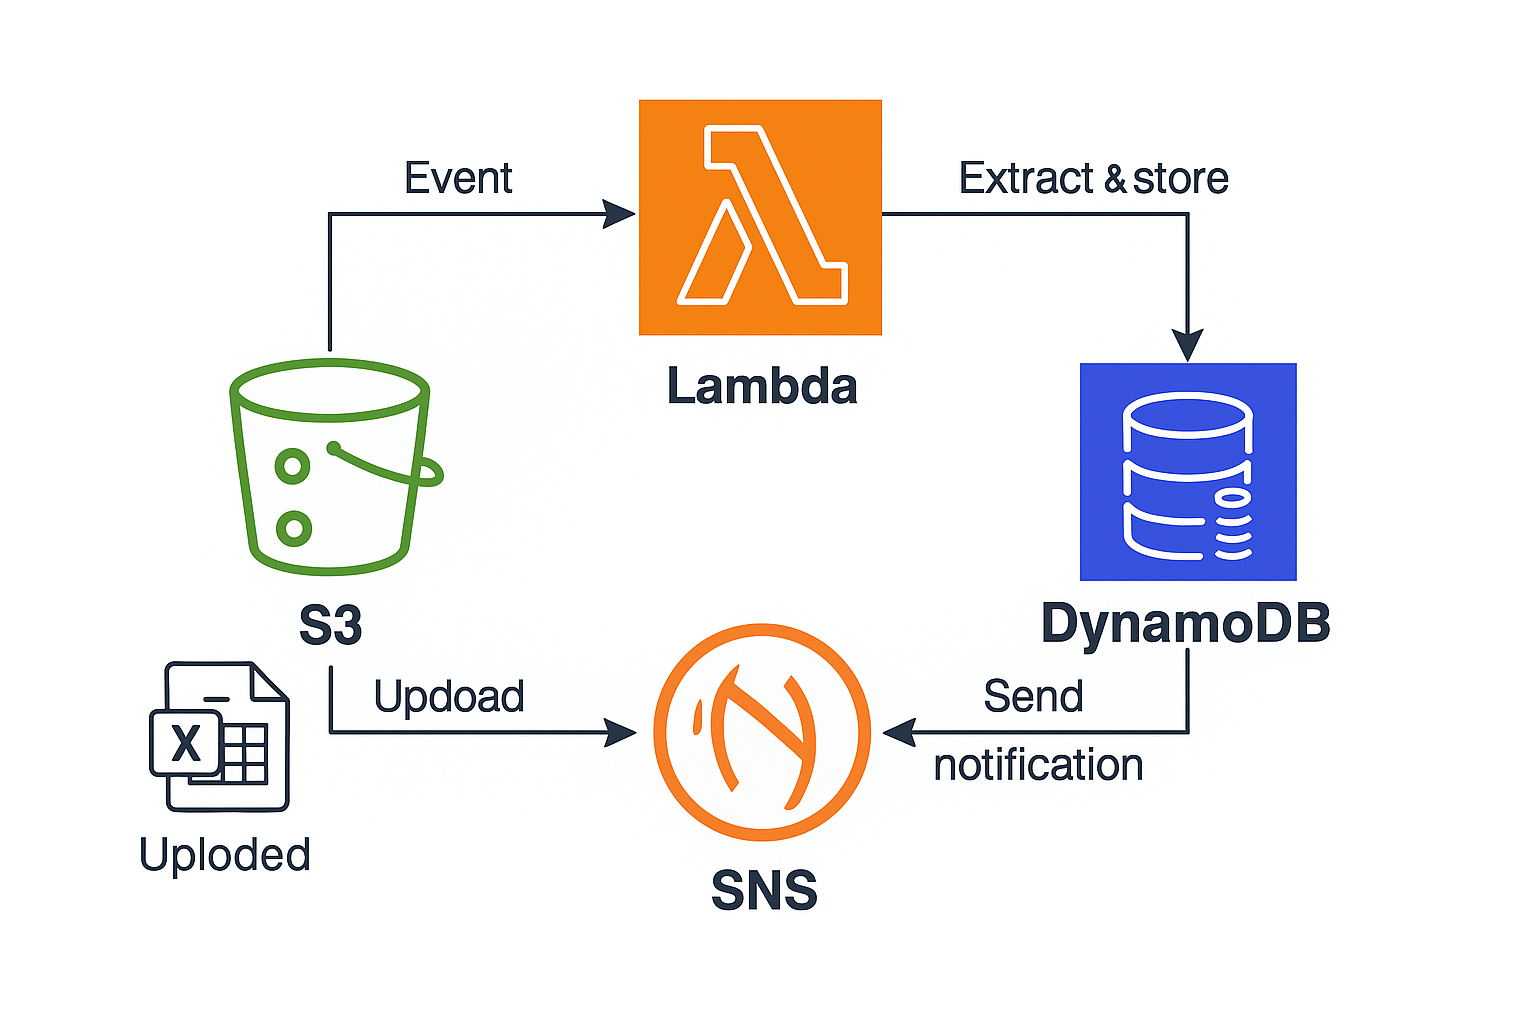 Event
Extract & store
Lambda
S3
DynamoDB
Updoad
Send
notification
X
Uploded
SNS